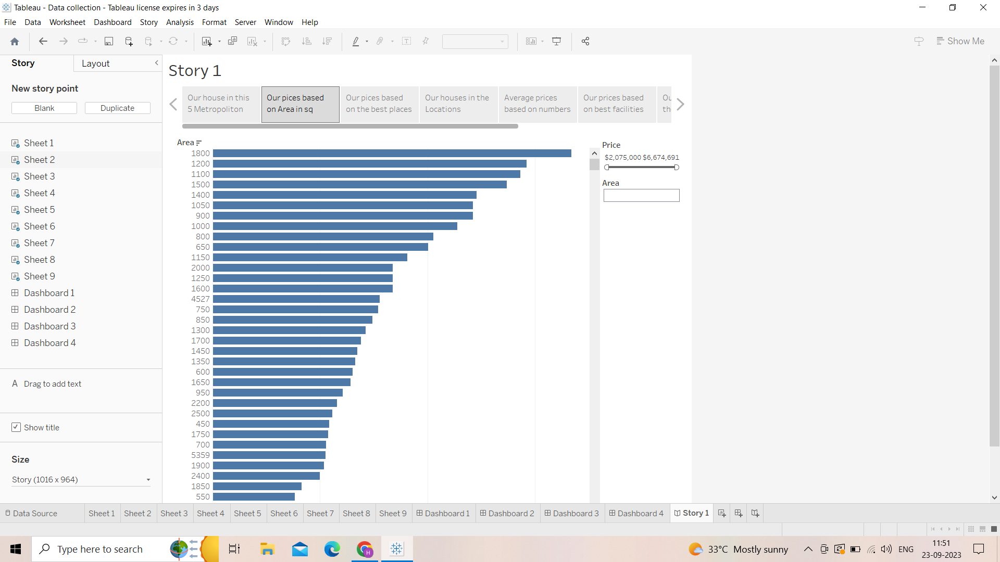 Tableau - Data collection - Tableau license expires in 3 days
File Data Worksheet Dashboard Story Analysis Format Server Window Help
Show Me
Story Layout
New story point
Blank Duplicate
Sheet 1
Sheet 2
Sheet 3
Sheet 4
Sheet 5
Sheet 6
Sheet 7
Sheet 8
Sheet 9
Dashboard 1
Dashboard 2
Dashboard 3
Dashboard 4
A Drag to add text
Show title
Size
Story (1016 x 964)
Story 1
Our house in this
5 Metropoliton
Our pices based
on Area in sq
Our pices based
on the best places
Our houses in the
Locations
Average prices
based on numbers
Our prices based
on best facilities
Ou
th
Area
1800
1200
1100
1500
1400
1050
900
1000
800
650
1150
2000
1250
1600
4527
750
850
1300
1700
1450
1350
600
1650
950
2200
2500
450
1750
700
5359
1900
2400
1850
550
Price
$2,075,000 $6,674,691
Area
Data Source Sheet 1 Sheet 2 Sheet 3 Sheet 4 Sheet 5 Sheet 6 Sheet 7 Sheet 8 Sheet 9 Dashboard 1 Dashboard 2 Dashboard 3 Dashboard 4 Story 1
Type here to search
H
33°C Mostly sunny
ENG
11:51
23-09-2023